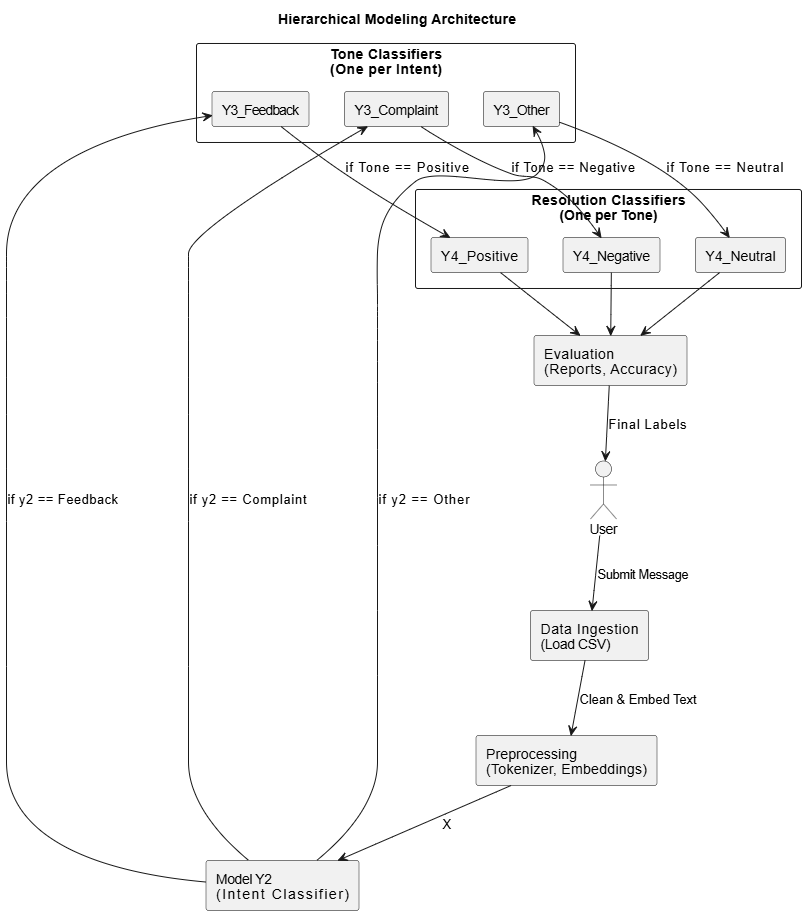 Hierarchical Modeling Architecture
Tone Classifiers
(One per Intent)
Y3_Feedback
Y3_Complaint
Y3_Other
if Tone == Positive
if Tone == Negative
if Tone == Neutral
Resolution Classifiers
(One per Tone)
Y4_Positive
Y4_Negative
Y4_Neutral
Evaluation
(Reports, Accuracy)
Final Labels
if y2 == Feedback
if y2 == Complaint
if y2 == Other
User
Submit Message
Data Ingestion
(Load CSV)
Clean & Embed Text
Preprocessing
(Tokenizer, Embeddings)
X
Model Y2
(Intent Classifier)